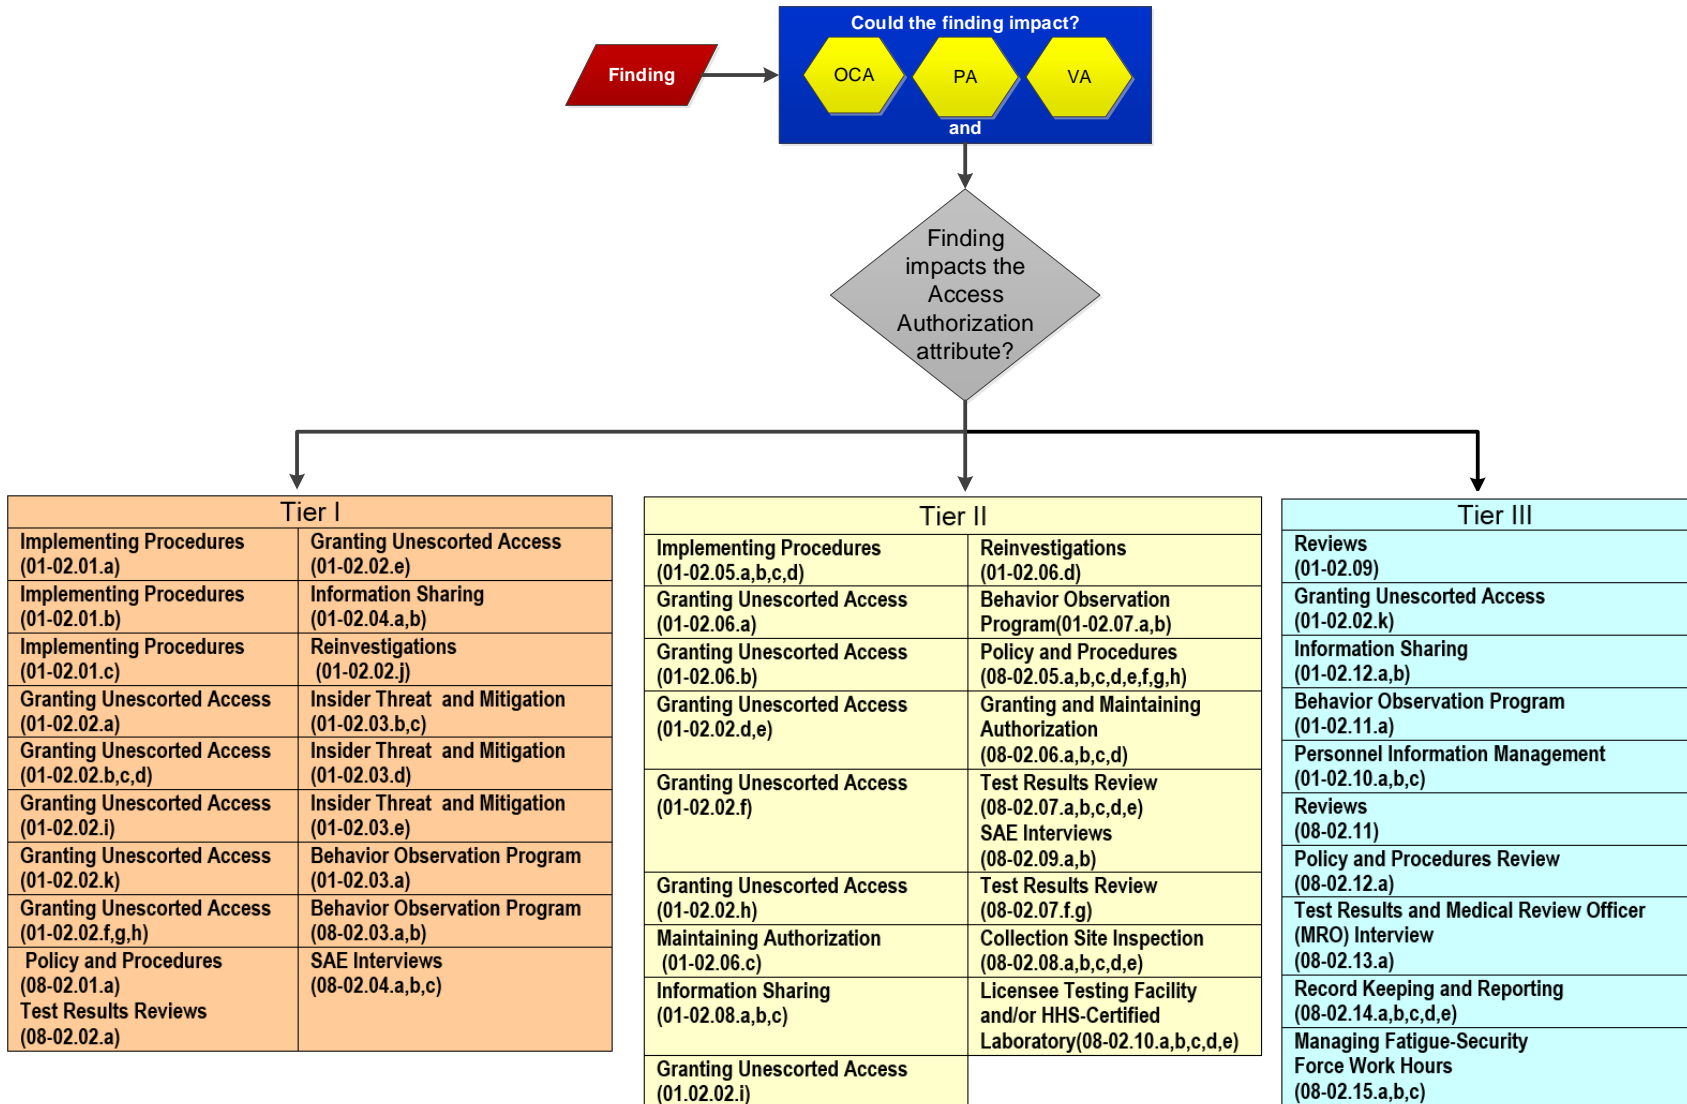 Could the finding impact?
Finding
OCA
PA
VA
and
Finding
impacts the
Access
Authorization
attribute?
Tier I
Implementing Procedures
(01-02.01.a)
Granting Unescorted Access
(01-02.02.e)
Implementing Procedures
(01-02.01.b)
Information Sharing
(01-02.04.a,b)
Implementing Procedures
(01-02.01.c)
Reinvestigations
(01-02.02.j)
Granting Unescorted Access
(01-02.02.a)
Insider Threat and Mitigation
(01-02.03.b,c)
Granting Unescorted Access
(01-02.02.b,c,d)
Insider Threat and Mitigation
(01-02.03.d)
Granting Unescorted Access
(01-02.02.i)
Insider Threat and Mitigation
(01-02.03.e)
Granting Unescorted Access
(01-02.02.k)
Behavior Observation Program
(01-02.03.a)
Granting Unescorted Access
(01-02.02.f,g,h)
Behavior Observation Program
(08-02.03.a,b)
Policy and Procedures
(08-02.01.a)
Test Results Reviews
(08-02.02.a)
SAE Interviews
(08-02.04.a,b,c)
Tier II
Implementing Procedures
(01-02.05.a,b,c,d)
Reinvestigations
(01-02.06.d)
Granting Unescorted Access
(01-02.06.a)
Behavior Observation
Program(01-02.07.a,b)
Granting Unescorted Access
(01-02.06.b)
Policy and Procedures
(08-02.05.a,b,c,d,e,f,g,h)
Granting Unescorted Access
(01-02.02.d,e)
Granting and Maintaining
Authorization
(08-02.06.a,b,c,d)
Granting Unescorted Access
(01-02.02.f)
Test Results Review
(08-02.07.a,b,c,d,e)
SAE Interviews
(08-02.09.a,b)
Granting Unescorted Access
(01-02.02.h)
Test Results Review
(08-02.07.f.g)
Maintaining Authorization
(01-02.06.c)
Collection Site Inspection
(08-02.08.a,b,c,d,e)
Information Sharing
(01-02.08.a,b,c)
Licensee Testing Facility
and/or HHS-Certified
Laboratory(08-02.10.a,b,c,d,e)
Granting Unescorted Access
(01.02.02.i)
Tier III
Reviews
(01-02.09)
Granting Unescorted Access
(01-02.02.k)
Information Sharing
(01-02.12.a,b)
Behavior Observation Program
(01-02.11.a)
Personnel Information Management
(01-02.10.a,b,c)
Reviews
(08-02.11)
Policy and Procedures Review
(08-02.12.a)
Test Results and Medical Review Officer
(MRO) Interview
(08-02.13.a)
Record Keeping and Reporting
(08-02.14.a,b,c,d,e)
Managing Fatigue-Security
Force Work Hours
(08-02.15.a,b,c)